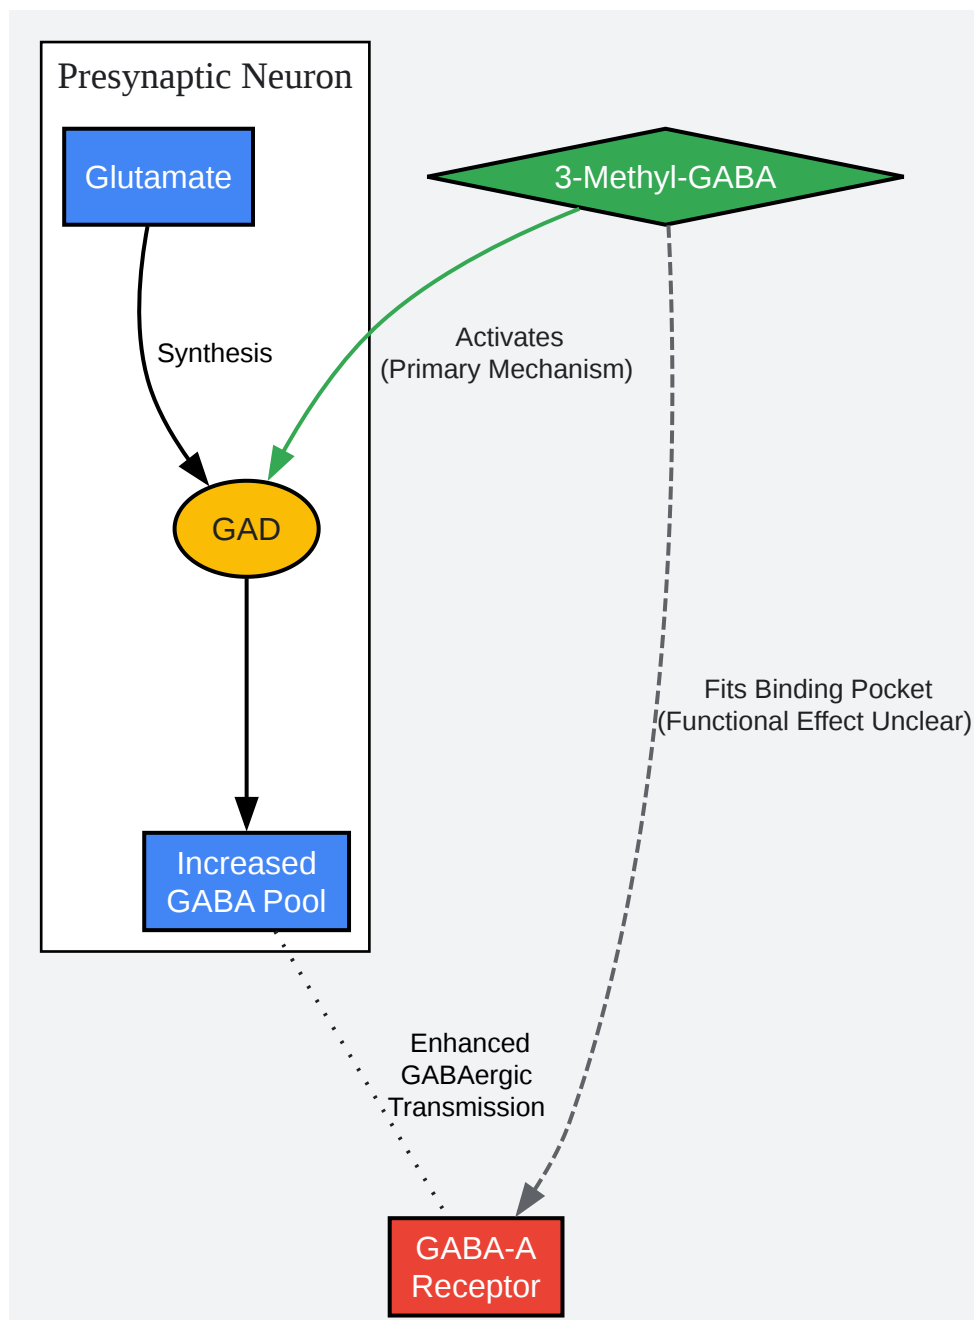 Presynaptic Neuron
Glutamate
3-Methyl-GABA
Synthesis
Activates
(Primary Mechanism)
GAD
Fits Binding Pocket
(Functional Effect Unclear)
Increased
GABA Pool
Enhanced
GABAergic
Transmission
GABA-A
Receptor